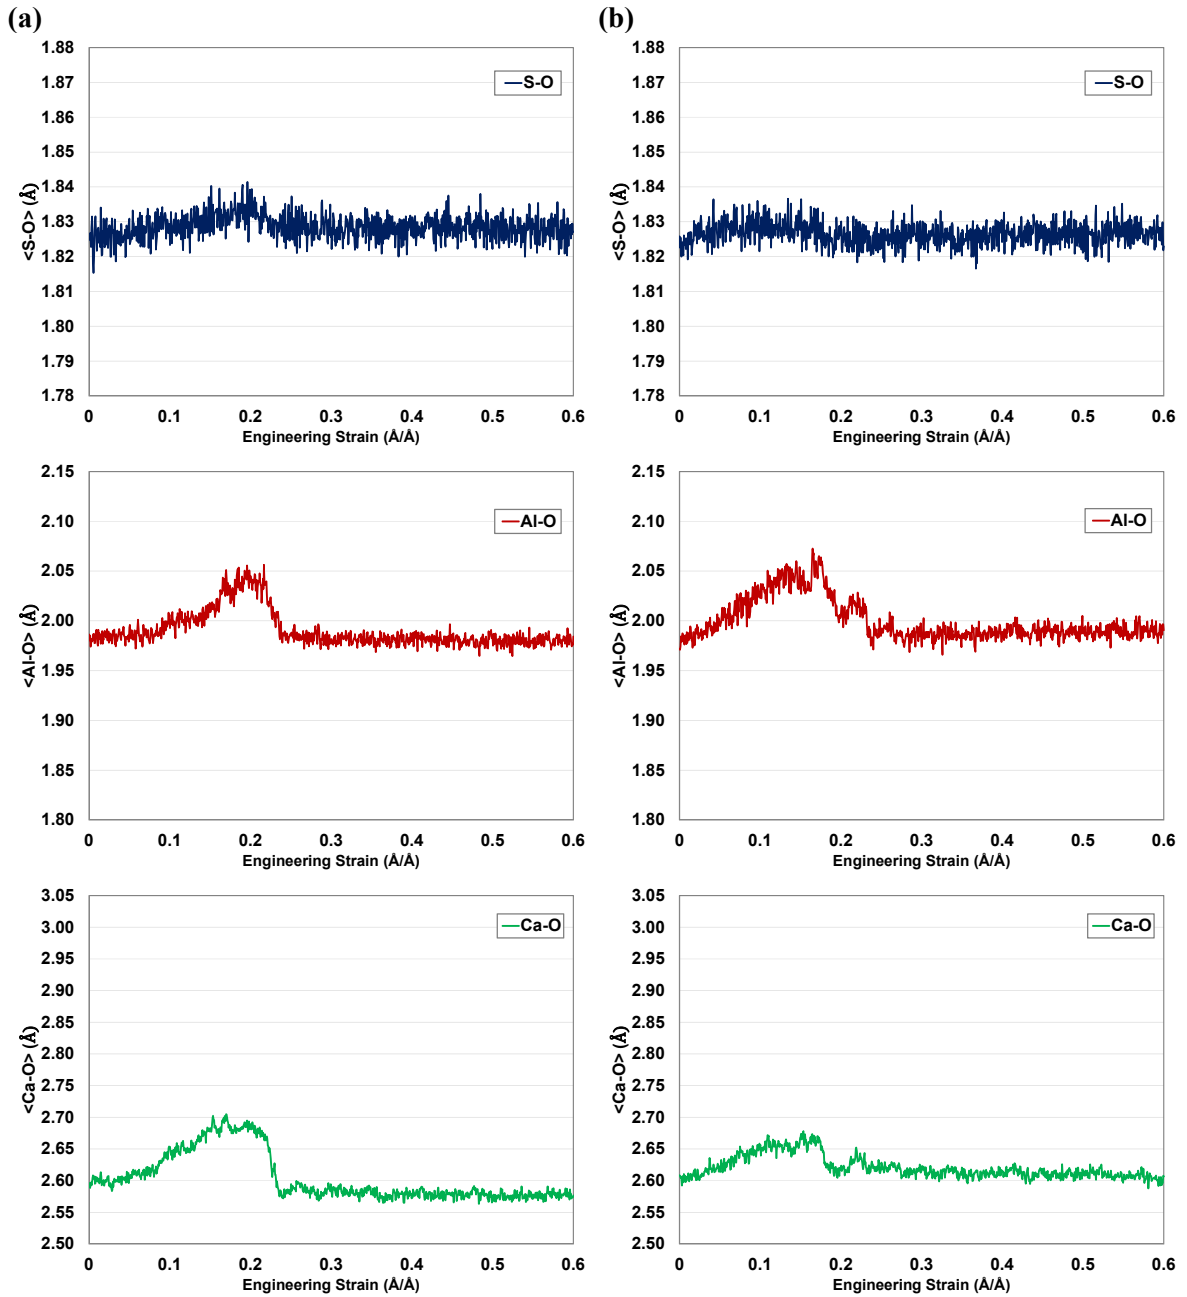 (a)
1.88
1.87
1.86
1.85
1.84
1.83
1.82
1.81
1.80
1.79
1.78
<S-O> (Å)
S-O
0 0.1 0.2 0.3 0.4 0.5 0.6
Engineering Strain (Å/Å)
(b)
1.88
1.87
1.86
1.85
1.84
1.83
1.82
1.81
1.80
1.79
1.78
<S-O> (Å)
S-O
0 0.1 0.2 0.3 0.4 0.5 0.6
Engineering Strain (Å/Å)
2.15
2.10
2.05
2.00
1.95
1.90
1.85
1.80
<Al-O> (Å)
Al-O
0 0.1 0.2 0.3 0.4 0.5 0.6
Engineering Strain (Å/Å)
2.15
2.10
2.05
2.00
1.95
1.90
1.85
1.80
<Al-O> (Å)
Al-O
0 0.1 0.2 0.3 0.4 0.5 0.6
Engineering Strain (Å/Å)
3.05
3.00
2.95
2.90
2.85
2.80
2.75
2.70
2.65
2.60
2.55
2.50
<Ca-O> (Å)
Ca-O
0 0.1 0.2 0.3 0.4 0.5 0.6
Engineering Strain (Å/Å)
3.05
3.00
2.95
2.90
2.85
2.80
2.75
2.70
2.65
2.60
2.55
2.50
<Ca-O> (Å)
Ca-O
0 0.1 0.2 0.3 0.4 0.5 0.6
Engineering Strain (Å/Å)